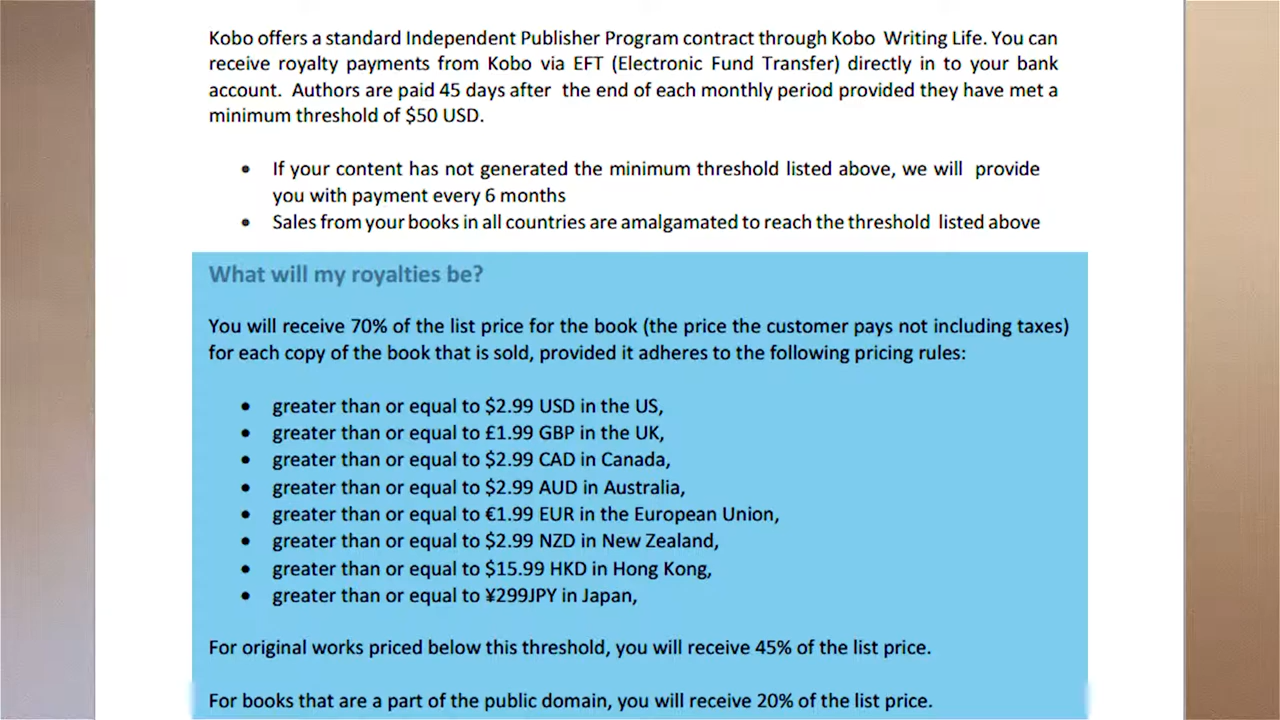 Kobo offers a standard Independent Publisher Program contract through Kobo Writing Life. You can
receive royalty payments from Kobo via EFT (Electronic Fund Transfer) directly in to your bank
account. Authors are paid 45 days after the end of each monthly period provided they have met a
minimum threshold of $50 USD.
• If your content has not generated the minimum threshold listed above, we will provide
you with payment every 6 months
• Sales from your books in all countries are amalgamated to reach the threshold listed above
What will my royalties be?
You will receive 70% of the list price for the book (the price the customer pays not including taxes)
for each copy of the book that is sold, provided it adheres to the following pricing rules:
• greater than or equal to $2.99 USD in the US,
• greater than or equal to £1.99 GBP in the UK,
• greater than or equal to $2.99 CAD in Canada,
• greater than or equal to $2.99 AUD in Australia,
• greater than or equal to €1.99 EUR in the European Union,
• greater than or equal to $2.99 NZD in New Zealand,
• greater than or equal to $15.99 HKD in Hong Kong,
• greater than or equal to ¥299JPY in Japan,
For original works priced below this threshold, you will receive 45% of the list price.
For books that are a part of the public domain, you will receive 20% of the list price.